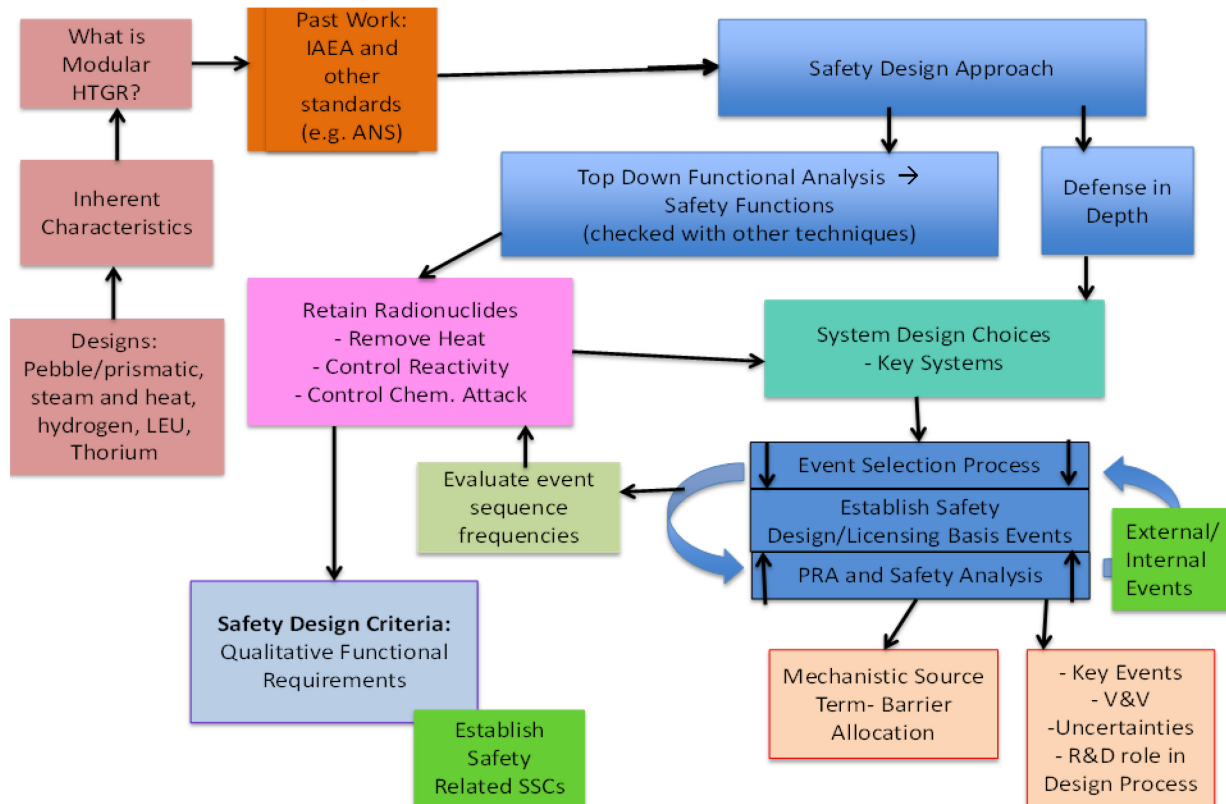 What is
Modular
HTGR?
Past Work:
IAEA and
other
standards
(e.g. ANS)
Safety Design Approach
Inherent
Characteristics
Top Down Functional Analysis →
Safety Functions
(checked with other techniques)
Defense in
Depth
Designs:
Pebble/prismatic,
steam and heat,
hydrogen, LEU,
Thorium
Retain Radionuclides
- Remove Heat
- Control Reactivity
- Control Chem. Attack
System Design Choices
- Key Systems
Evaluate event
sequence
frequencies
Event Selection Process
Establish Safety
Design/Licensing Basis Events
PRA and Safety Analysis
External/
Internal
Events
Safety Design Criteria:
Qualitative Functional
Requirements
Establish
Safety
Related SSCs
Mechanistic Source
Term- Barrier
Allocation
- Key Events
- V&V
-Uncertainties
- R&D role in
Design Process